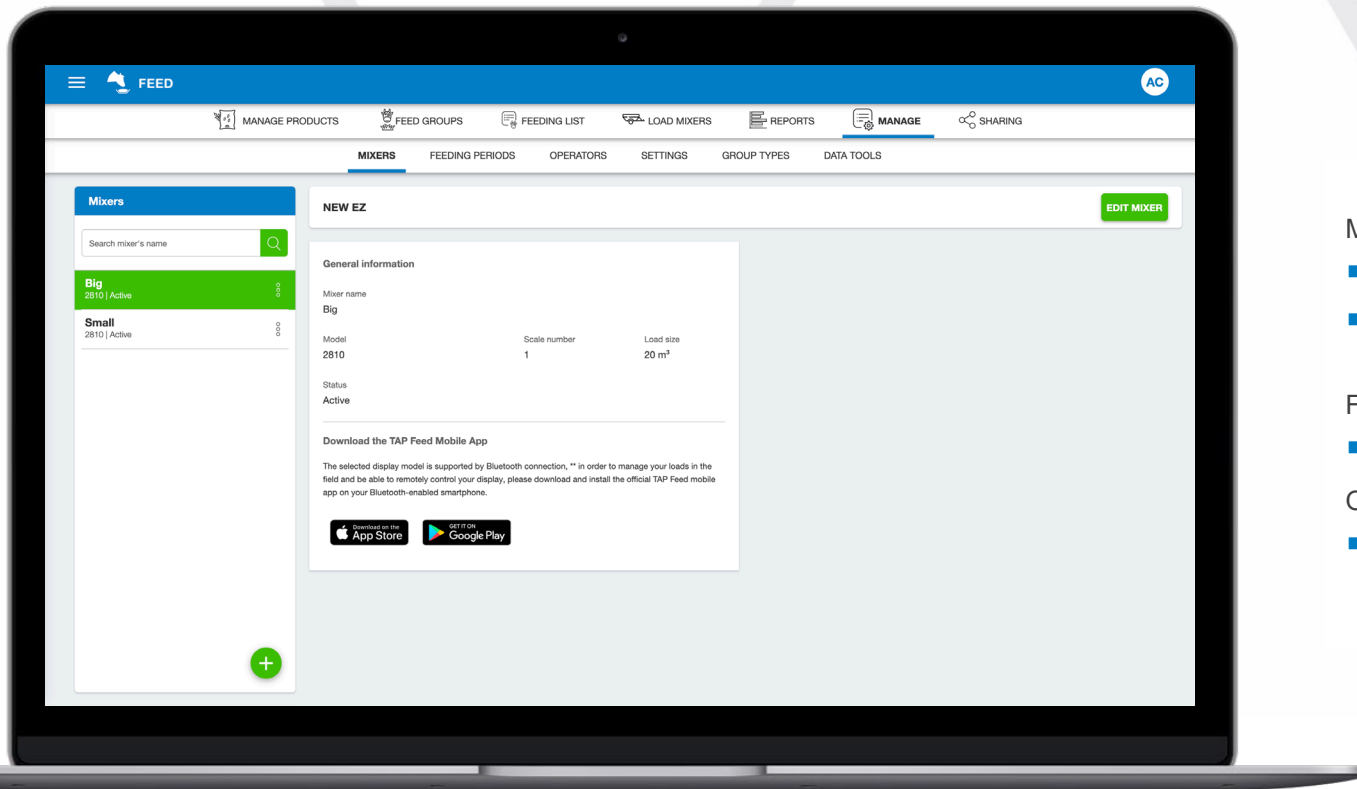 FEED
AC
MANAGE PRODUCTS
FEED GROUPS
FEEDING LIST
LOAD MIXERS
REPORTS
MANAGE
SHARING
MIXERS
FEEDING PERIODS
OPERATORS
SETTINGS
GROUP TYPES
DATA TOOLS
Mixers
Search mixer's name
Big
2810 | Active
Small
2810 | Active
NEW EZ
EDIT MIXER
General information
Mixer name
Big
Model
2810
Scale number
1
Load size
20 m³
Status
Active
Download the TAP Feed Mobile App
The selected display model is supported by Bluetooth connection, ** in order to manage your loads in the
field and be able to remotely control your display, please download and install the official TAP Feed mobile
app on your Bluetooth-enabled smartphone.
Download on the
App Store
GET IT ON
Google Play